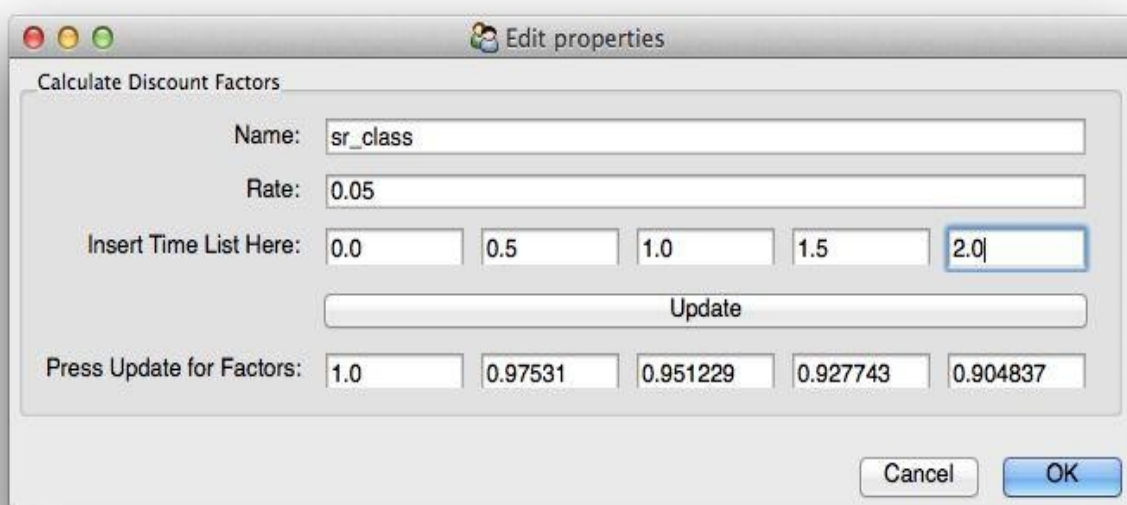 Edit properties
Calculate Discount Factors
Name: sr_class
Rate: 0.05
Insert Time List Here: 0.0 0.5 1.0 1.5 2.0
Update
Press Update for Factors: 1.0 0.97531 0.951229 0.927743 0.904837
Cancel OK